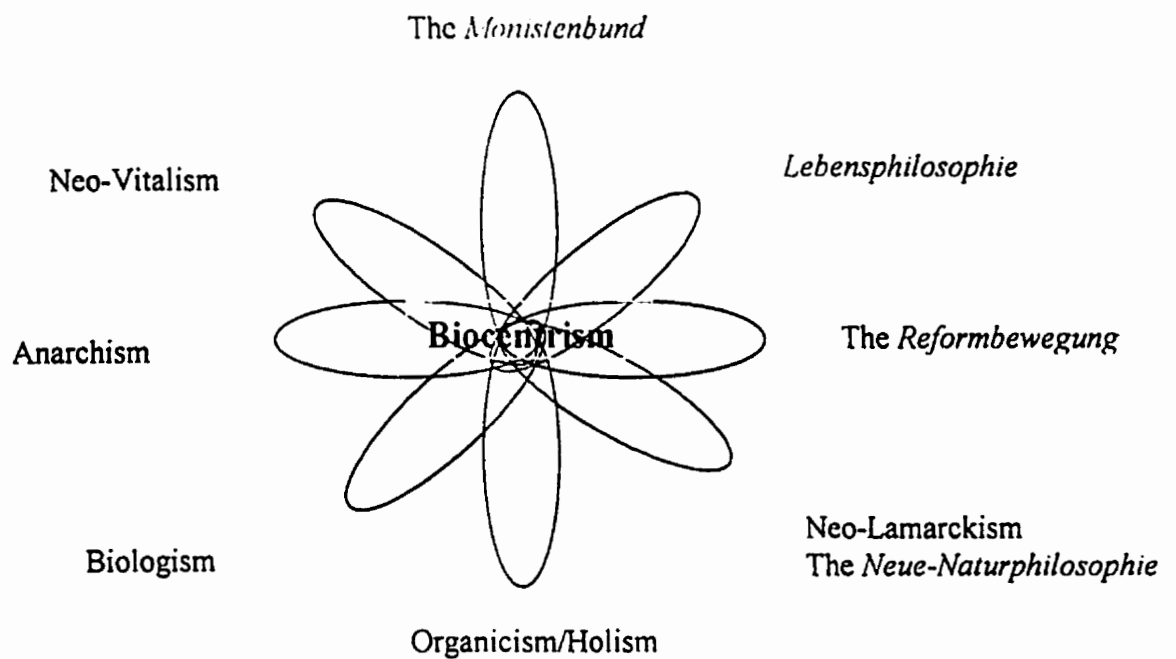 The Monistenbund
Neo-Vitalism
Lebensphilosophie
Biocentrism
Anarchism
The Reformbewegung
Neo-Lamarckism
The Neue-Naturphilosophie
Biologism
Organicism/Holism